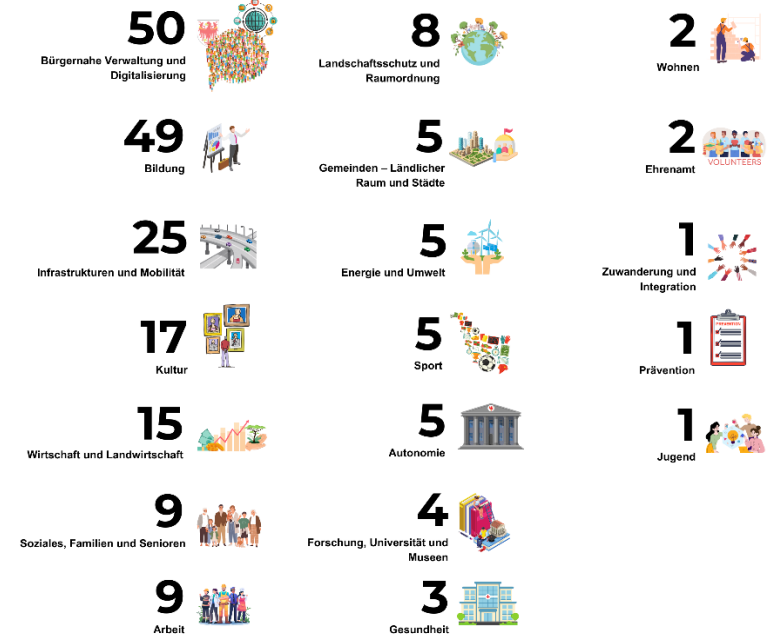 50
Bürgernahe Verwaltung und
Digitalisierung
49
Bildung
25
Infrastrukturen und Mobilität
17
Kultur
15
Wirtschaft und Landwirtschaft
9
Soziales, Familien und Senioren
9
Arbeit
8
Landschaftsschutz und
Raumordnung
5
Gemeinden – Ländlicher
Raum und Städte
5
Energie und Umwelt
5
Sport
5
Autonomie
4
Forschung, Universität und
Museen
3
Gesundheit
2
Wohnen
2
Ehrenamt
VOLUNTEERS
1
Zuwanderung und
Integration
1
Prävention
1
Jugend